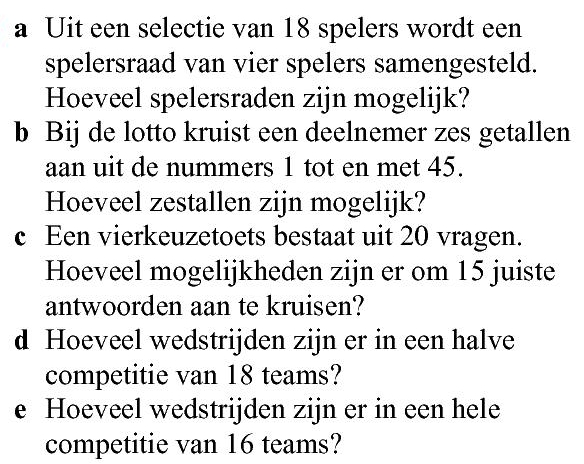 a Uit een selectie van 18 spelers wordt een
spelersraad van vier spelers samengesteld.
Hoeveel spelersraden zijn mogelijk?
b Bij de lotto kruist een deelnemer zes getallen
aan uit de nummers 1 tot en met 45.
Hoeveel zestallen zijn mogelijk?
c Een vierkeuzetoets bestaat uit 20 vragen.
Hoeveel mogelijkheden zijn er om 15 juiste
antwoorden aan te kruisen?
d Hoeveel wedstrijden zijn er in een halve
competitie van 18 teams?
e Hoeveel wedstrijden zijn er in een hele
competitie van 16 teams?